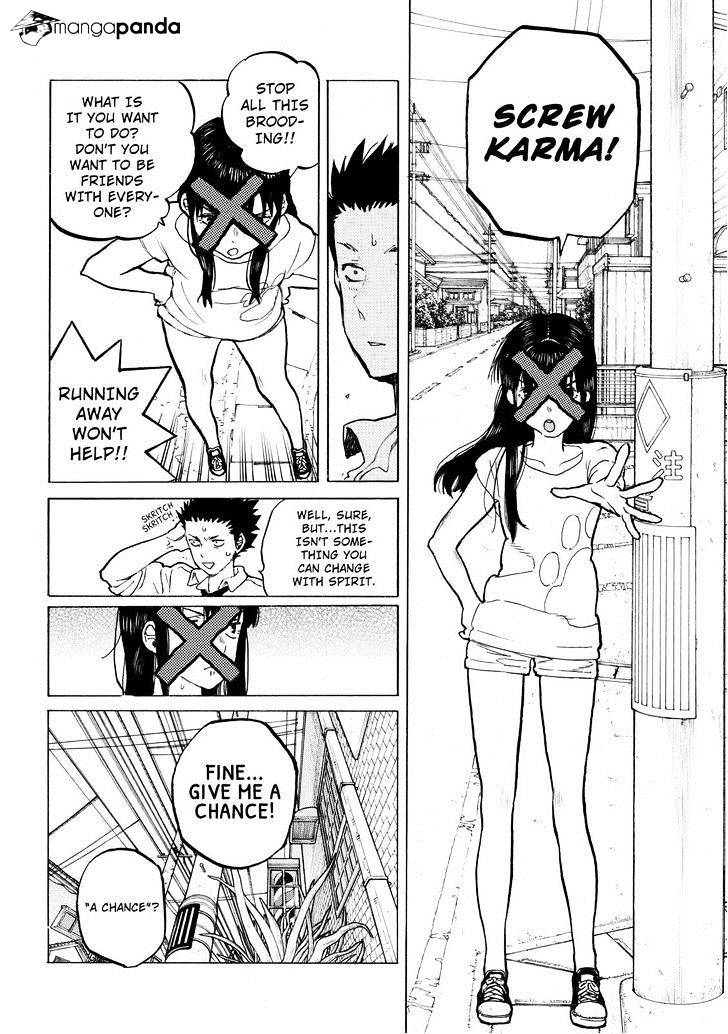 mangapanda
SCREW
KARMA!
注
STOP
ALL THIS
BROOD-
ING!!
WHAT IS
IT YOU WANT
TO DO?
DON'T YOU
WANT TO BE
FRIENDS
WITH EVERY-
ONE?
RUNNING
AWAY
WON'T
HELP!!
SKRITCH
SKRITCH
WELL, SURE,
BUT...THIS
ISN'T SOME-
THING YOU
CAN CHANGE
WITH SPIRIT.
FINE...
GIVE ME A
CHANCE!
"A CHANCE"?